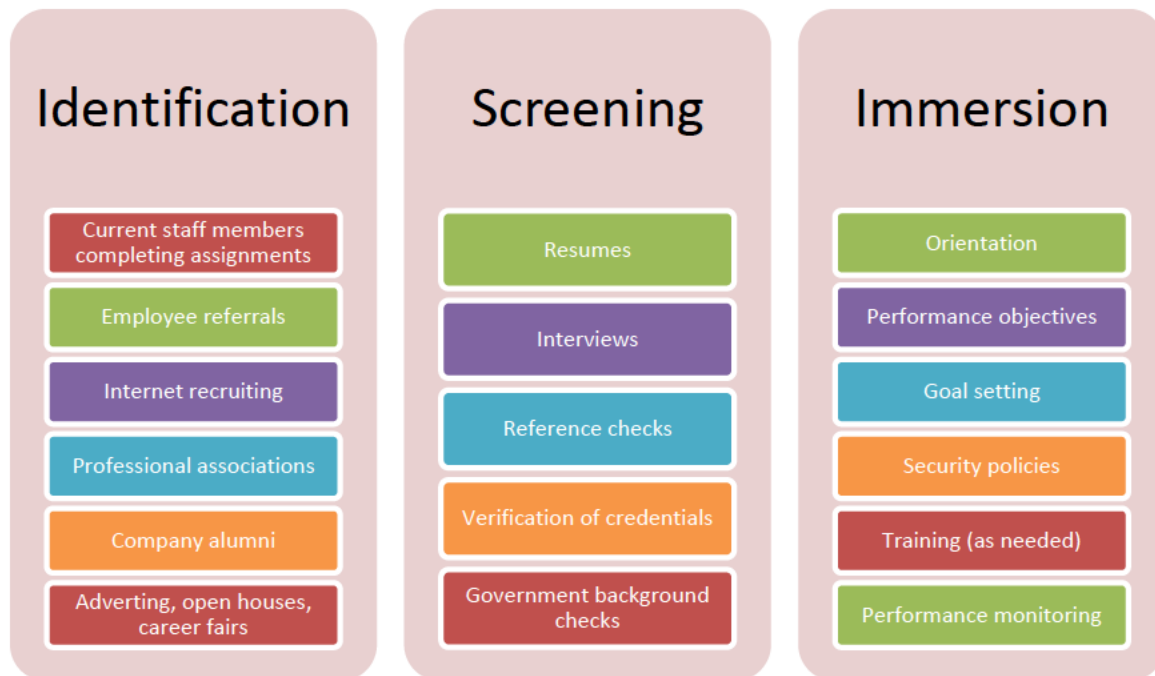 Identification
Current staff members
completing assignments
Employee referrals
Internet recruiting
Professional associations
Company alumni
Adverting, open houses,
career fairs
Screening
Resumes
Interviews
Reference checks
Verification of credentials
Government background
checks
Immersion
Orientation
Performance objectives
Goal setting
Security policies
Training (as needed)
Performance monitoring